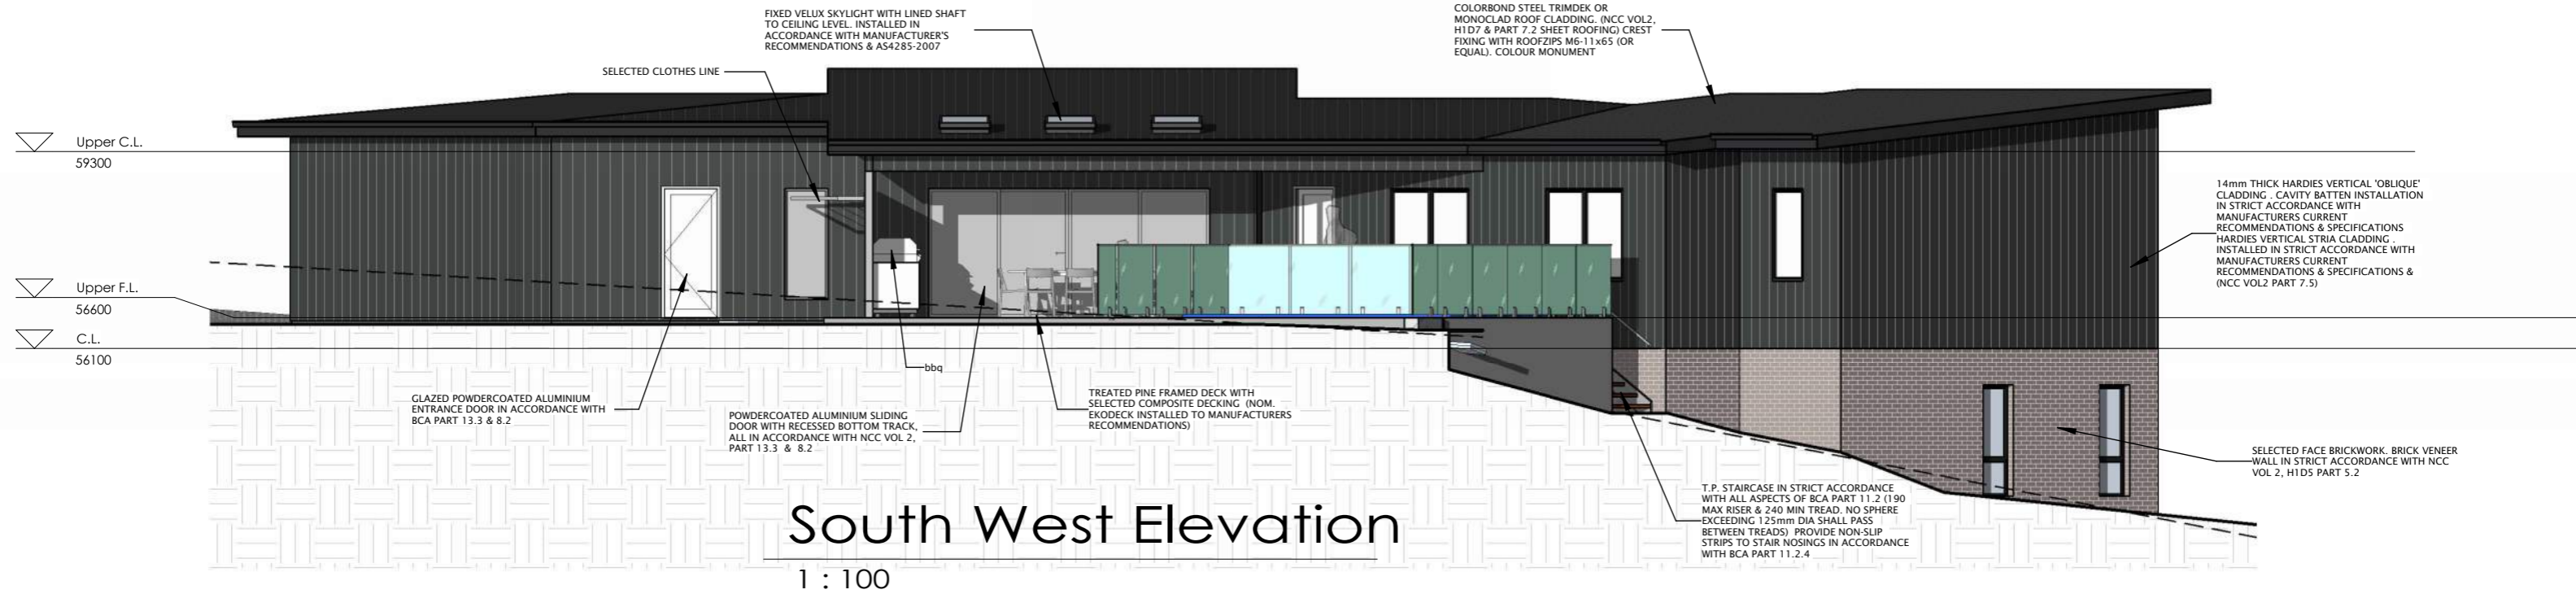 FIXED VELUX SKYLIGHT WITH LINED SHAFT
TO CEILING LEVEL. INSTALLED IN
ACCORDANCE WITH MANUFACTURER'S
RECOMMENDATIONS & AS4285-2007
COLORBOND STEEL TRIMDEK OR
MONOCLAD ROOF CLADDING. (NCC VOL2,
H1D7 & PART 7.2 SHEET ROOFING) CREST
FIXING WITH ROOFZIPS M6-11x65 (OR
EQUAL). COLOUR MONUMENT
SELECTED CLOTHES LINE
Upper C.L.
59300
14mm THICK HARDIES VERTICAL 'OBLIQUE'
CLADDING . CAVITY BATTEN INSTALLATION
IN STRICT ACCORDANCE WITH
MANUFACTURERS CURRENT
RECOMMENDATIONS & SPECIFICATIONS
HARDIES VERTICAL STRIA CLADDING .
INSTALLED IN STRICT ACCORDANCE WITH
MANUFACTURERS CURRENT
RECOMMENDATIONS & SPECIFICATIONS &
(NCC VOL2 PART 7.5)
Upper F.L.
56600
C.L.
56100
bbq
GLAZED POWDERCOATED ALUMINIUM
ENTRANCE DOOR IN ACCORDANCE WITH
BCA PART 13.3 & 8.2
POWDERCOATED ALUMINIUM SLIDING
DOOR WITH RECESSED BOTTOM TRACK,
ALL IN ACCORDANCE WITH NCC VOL 2,
PART 13.3 & 8.2
TREATED PINE FRAMED DECK WITH
SELECTED COMPOSITE DECKING (NOM.
EKODECK INSTALLED TO MANUFACTURERS
RECOMMENDATIONS)
SELECTED FACE BRICKWORK. BRICK VENEER
WALL IN STRICT ACCORDANCE WITH NCC
VOL 2, H1D5 PART 5.2
T.P. STAIRCASE IN STRICT ACCORDANCE
WITH ALL ASPECTS OF BCA PART 11.2 (190
MAX RISER & 240 MIN TREAD. NO SPHERE
EXCEEDING 125mm DIA SHALL PASS
BETWEEN TREADS) PROVIDE NON-SLIP
STRIPS TO STAIR NOSINGS IN ACCORDANCE
WITH BCA PART 11.2.4
South West Elevation
1 : 100